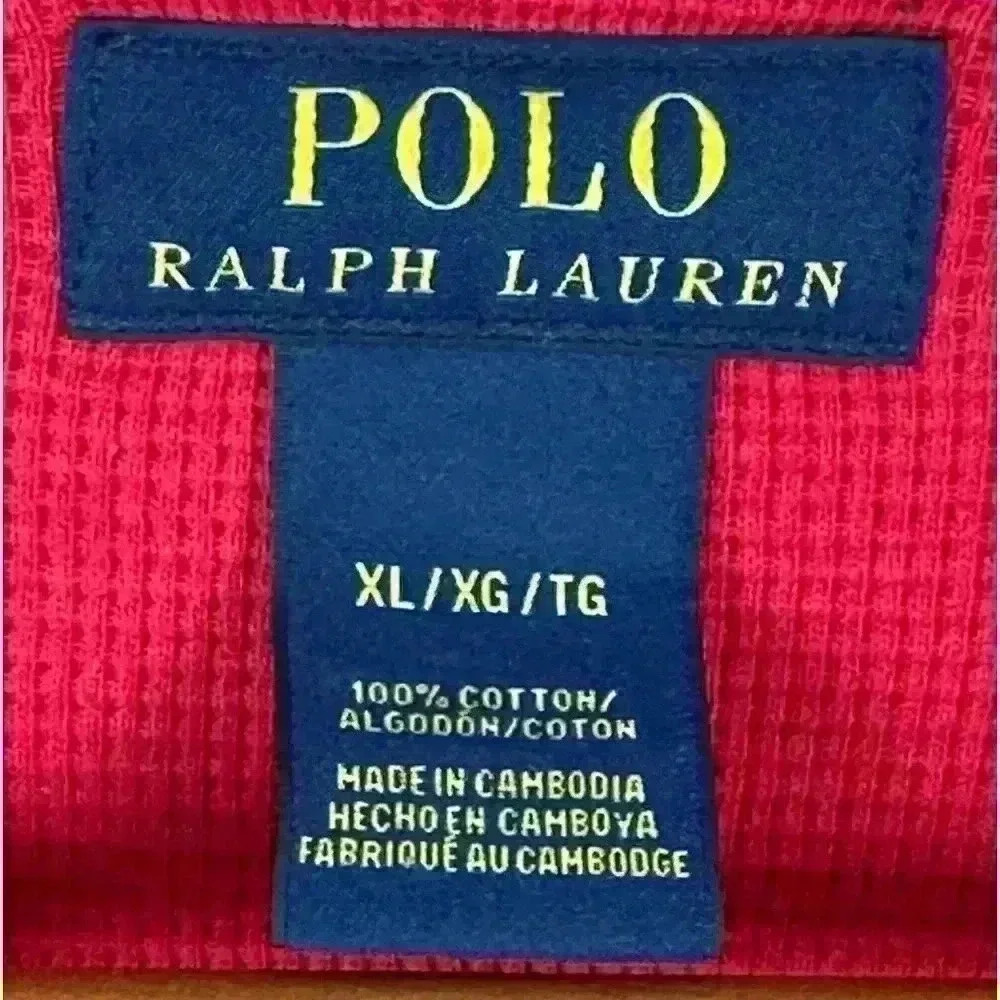 POLO
RALPH LAUREN
XL/XG/TG
100% COTTON/
ALGODÓN/COTON
MADE IN CAMBODIA
HECHO EN CAMBOYA
FABRIQUÉ AU CAMBODGE